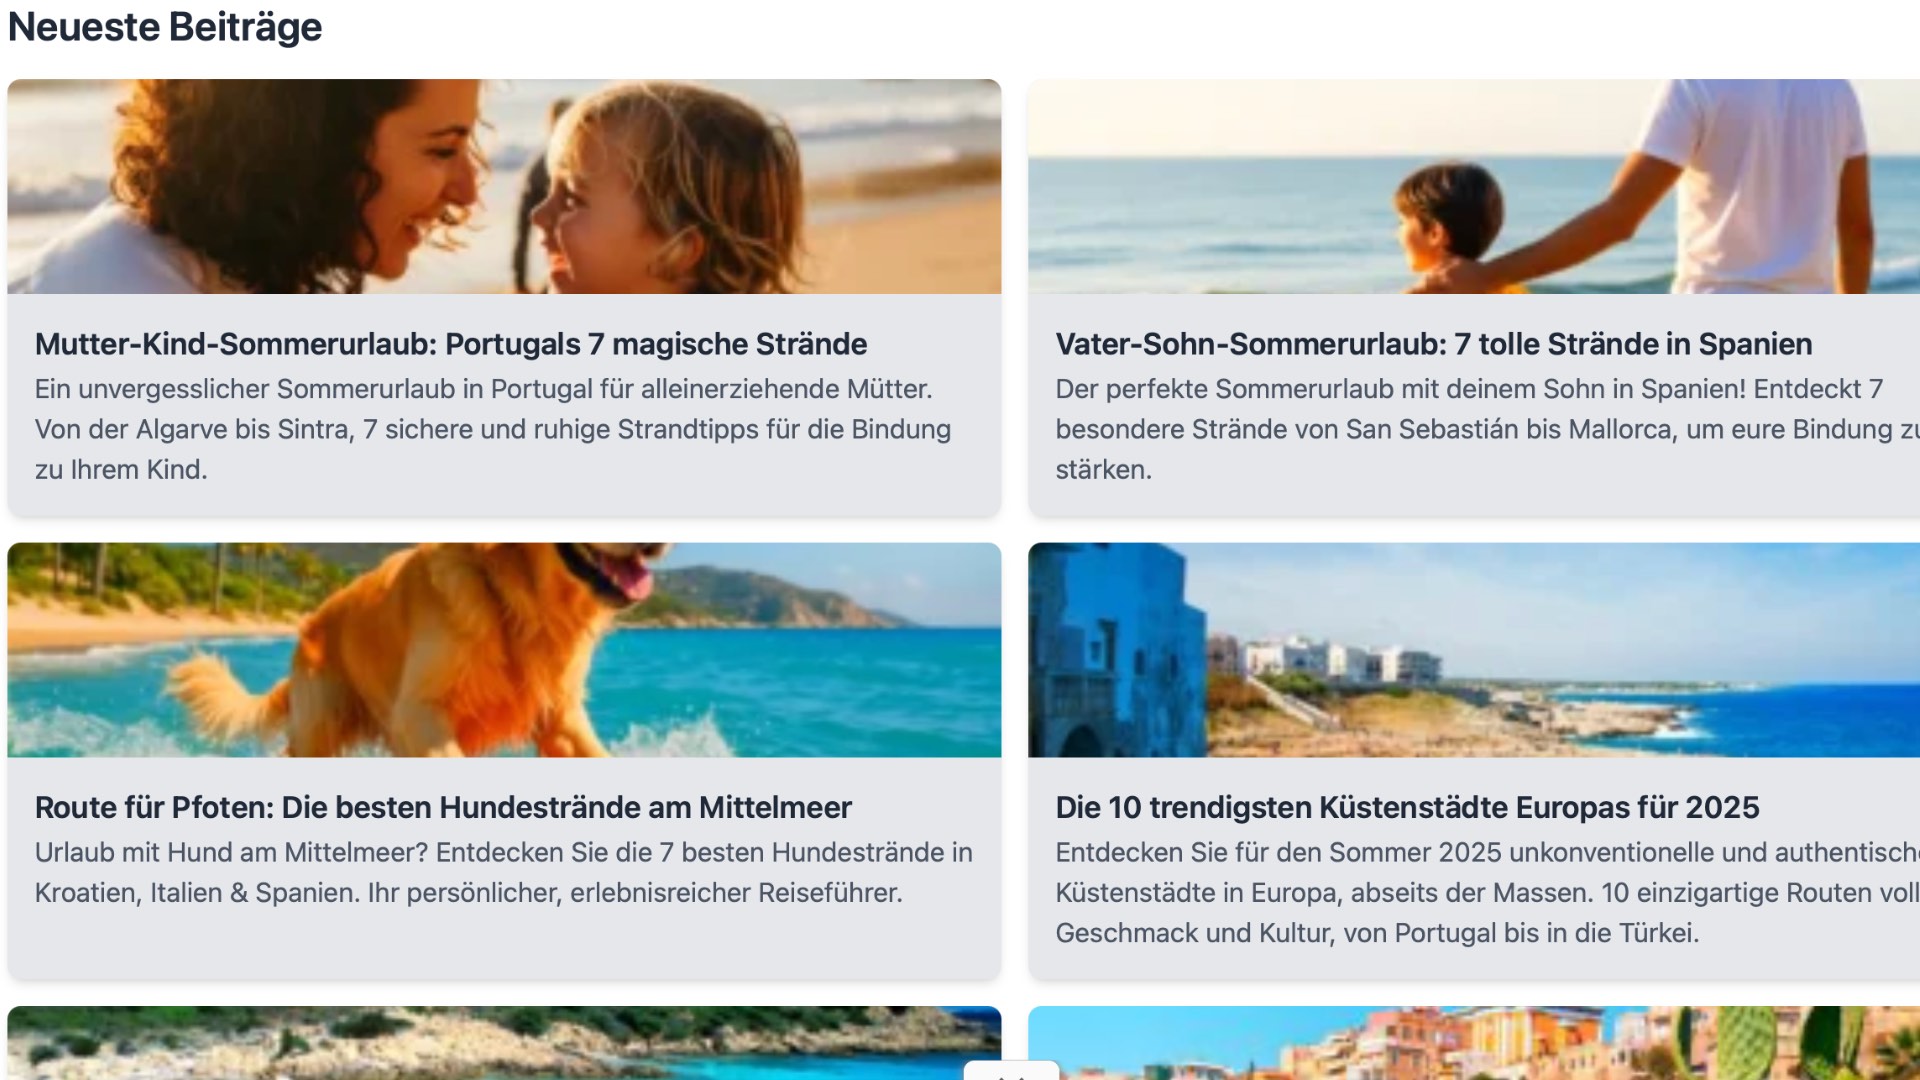 Neueste Beiträge
Mutter-Kind-Sommerurlaub: Portugals 7 magische Strände
Ein unvergesslicher Sommerurlaub in Portugal für alleinerziehende Mütter.
Von der Algarve bis Sintra, 7 sichere und ruhige Strandtipps für die Bindung
zu Ihrem Kind.
Vater-Sohn-Sommerurlaub: 7 tolle Strände in Spanien
Der perfekte Sommerurlaub mit deinem Sohn in Spanien! Entdeckt 7
besondere Strände von San Sebastián bis Mallorca, um eure Bindung zu
stärken.
Route für Pfoten: Die besten Hundestrände am Mittelmeer
Urlaub mit Hund am Mittelmeer? Entdecken Sie die 7 besten Hundestrände in
Kroatien, Italien & Spanien. Ihr persönlicher, erlebnisreicher Reiseführer.
Die 10 trendigsten Küstenstädte Europas für 2025
Entdecken Sie für den Sommer 2025 unkonventionelle und authentische
Küstenstädte in Europa, abseits der Massen. 10 einzigartige Routen voll
Geschmack und Kultur, von Portugal bis in die Türkei.